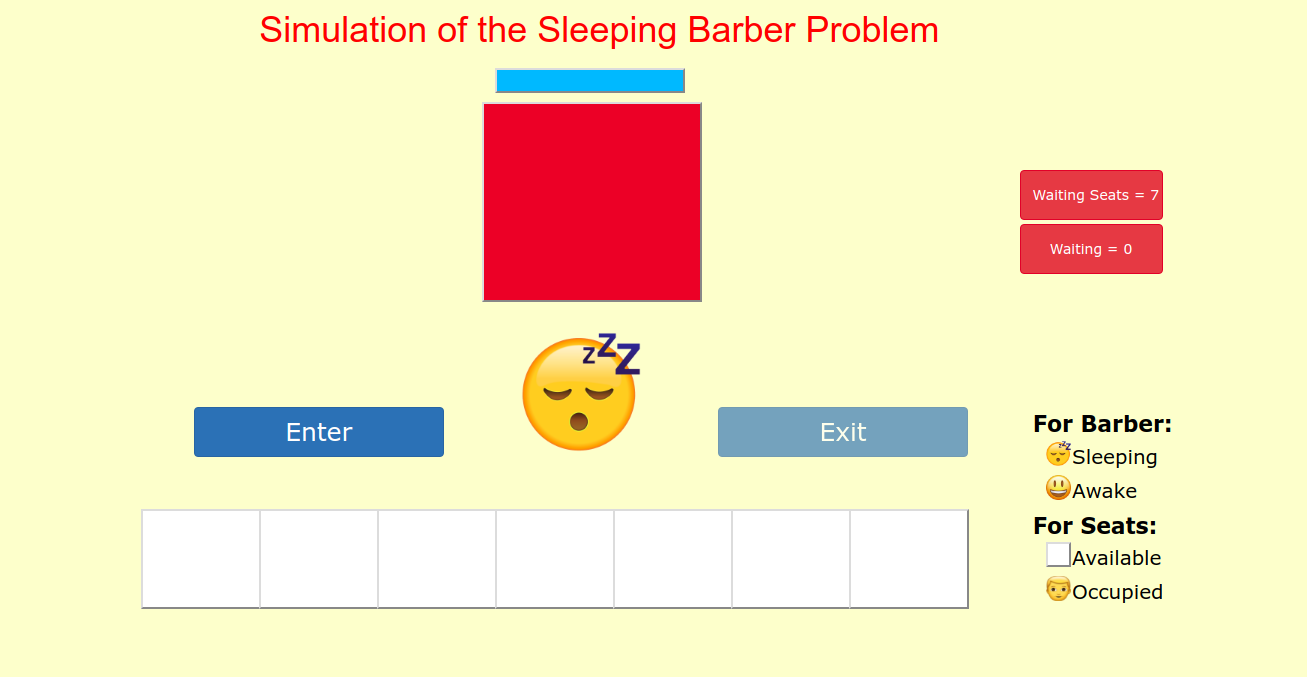 Simulation of the Sleeping Barber Problem
Waiting Seats = 7
Waiting = 0
zZZ
Enter
Exit
For Barber:
Sleeping
Awake
For Seats:
Available
Occupied